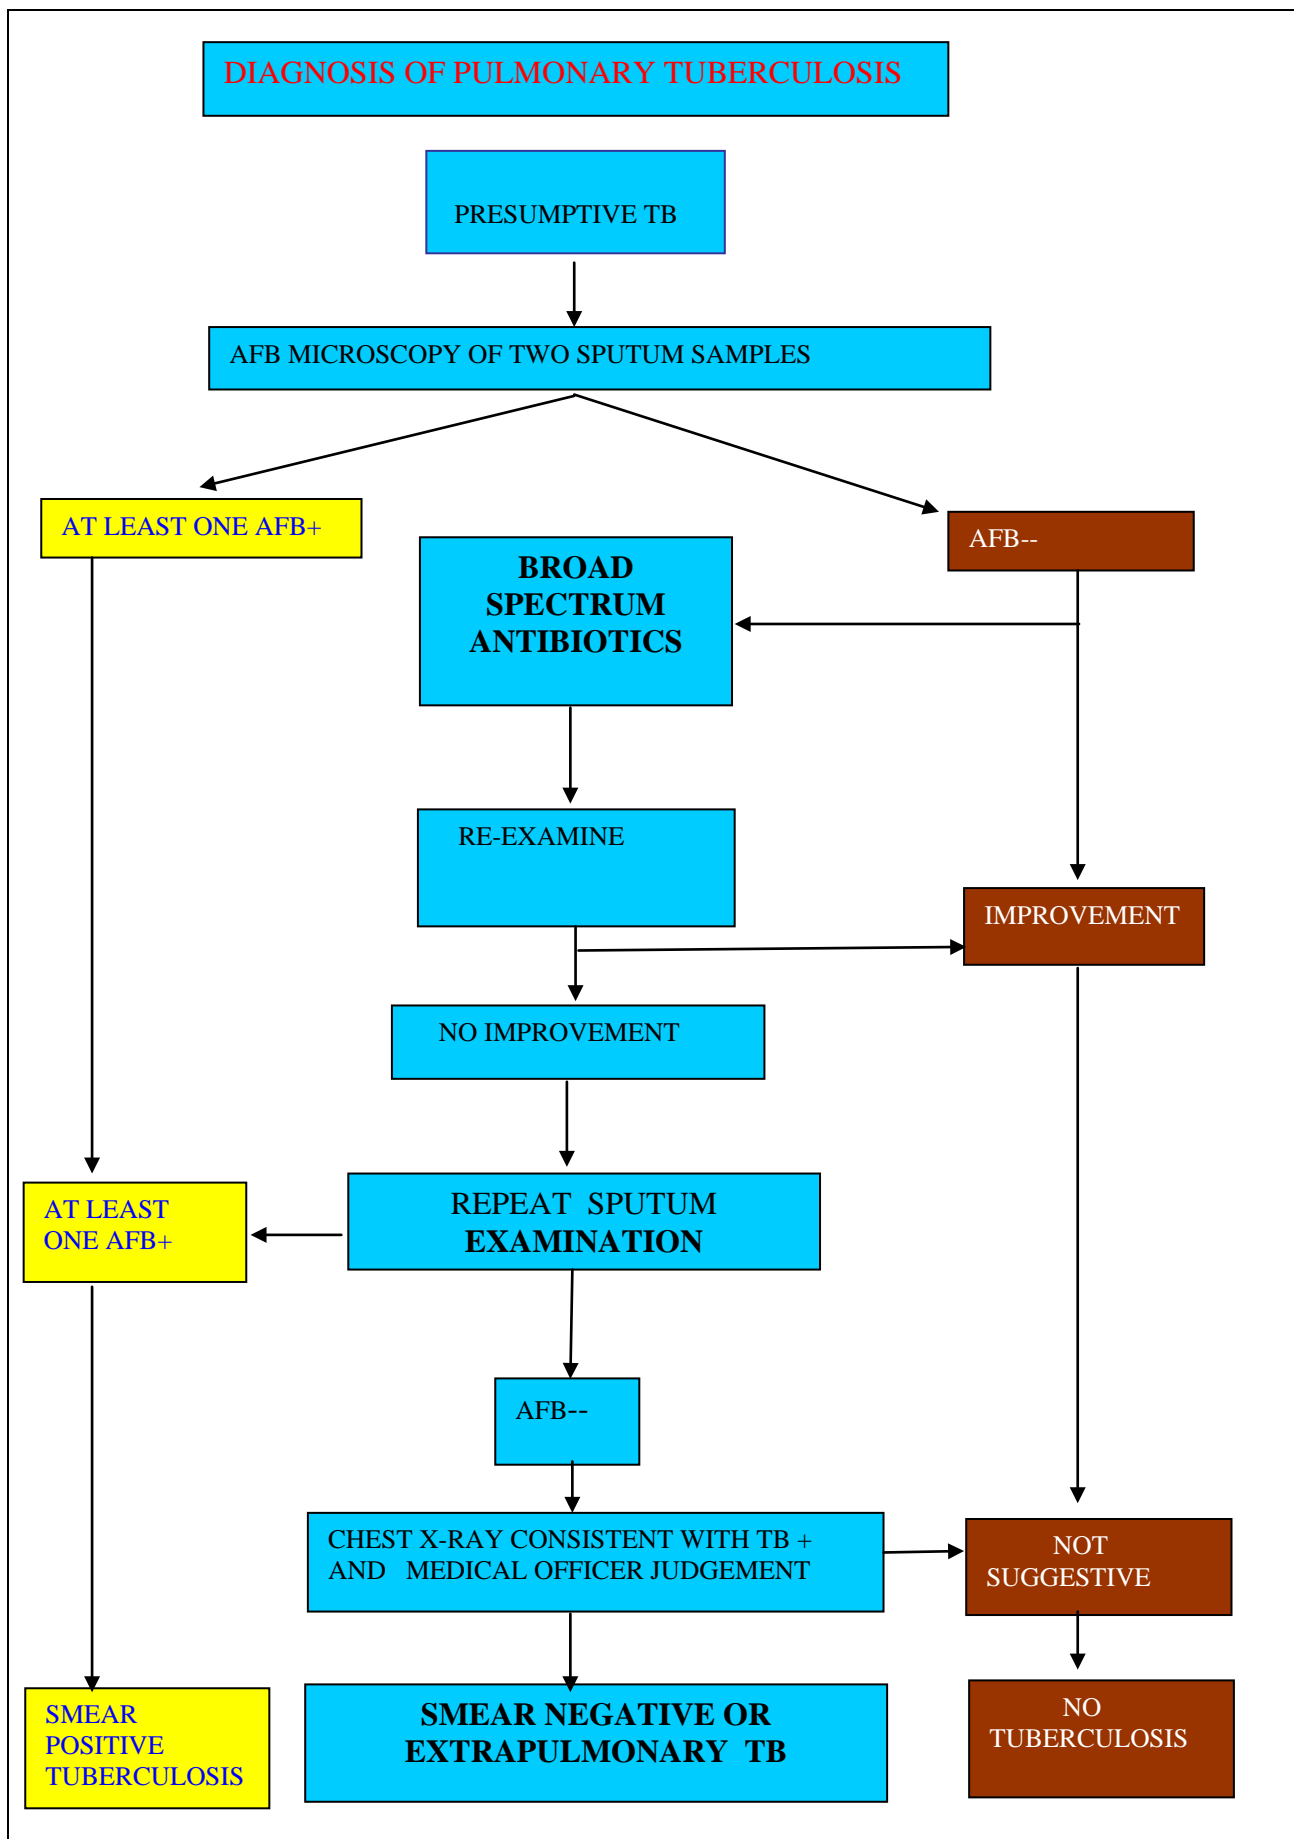 DIAGNOSIS OF PULMONARY TUBERCULOSIS
PRESUMPTIVE TB
AFB MICROSCOPY OF TWO SPUTUM SAMPLES
AT LEAST ONE AFB+
AFB--
BROAD
SPECTRUM
ANTIBIOTICS
RE-EXAMINE
IMPROVEMENT
NO IMPROVEMENT
REPEAT SPUTUM
EXAMINATION
AT LEAST
ONE AFB+
AFB--
CHEST X-RAY CONSISTENT WITH TB +
AND MEDICAL OFFICER JUDGEMENT
NOT
SUGGESTIVE
SMEAR
POSITIVE
TUBERCULOSIS
SMEAR NEGATIVE OR
EXTRAPULMONARY TB
NO
TUBERCULOSIS